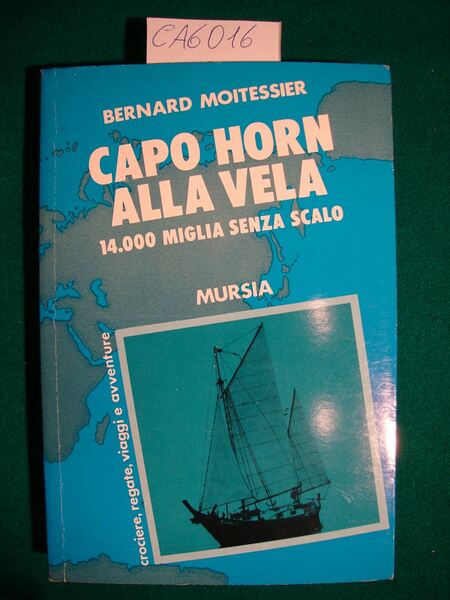 CA6016
BERNARD MOITESSIER
CAPO HORN
ALLA VELA
14.000 MIGLIA SENZA SCALO
MURSIA
crociere, regate, viaggi e avventure